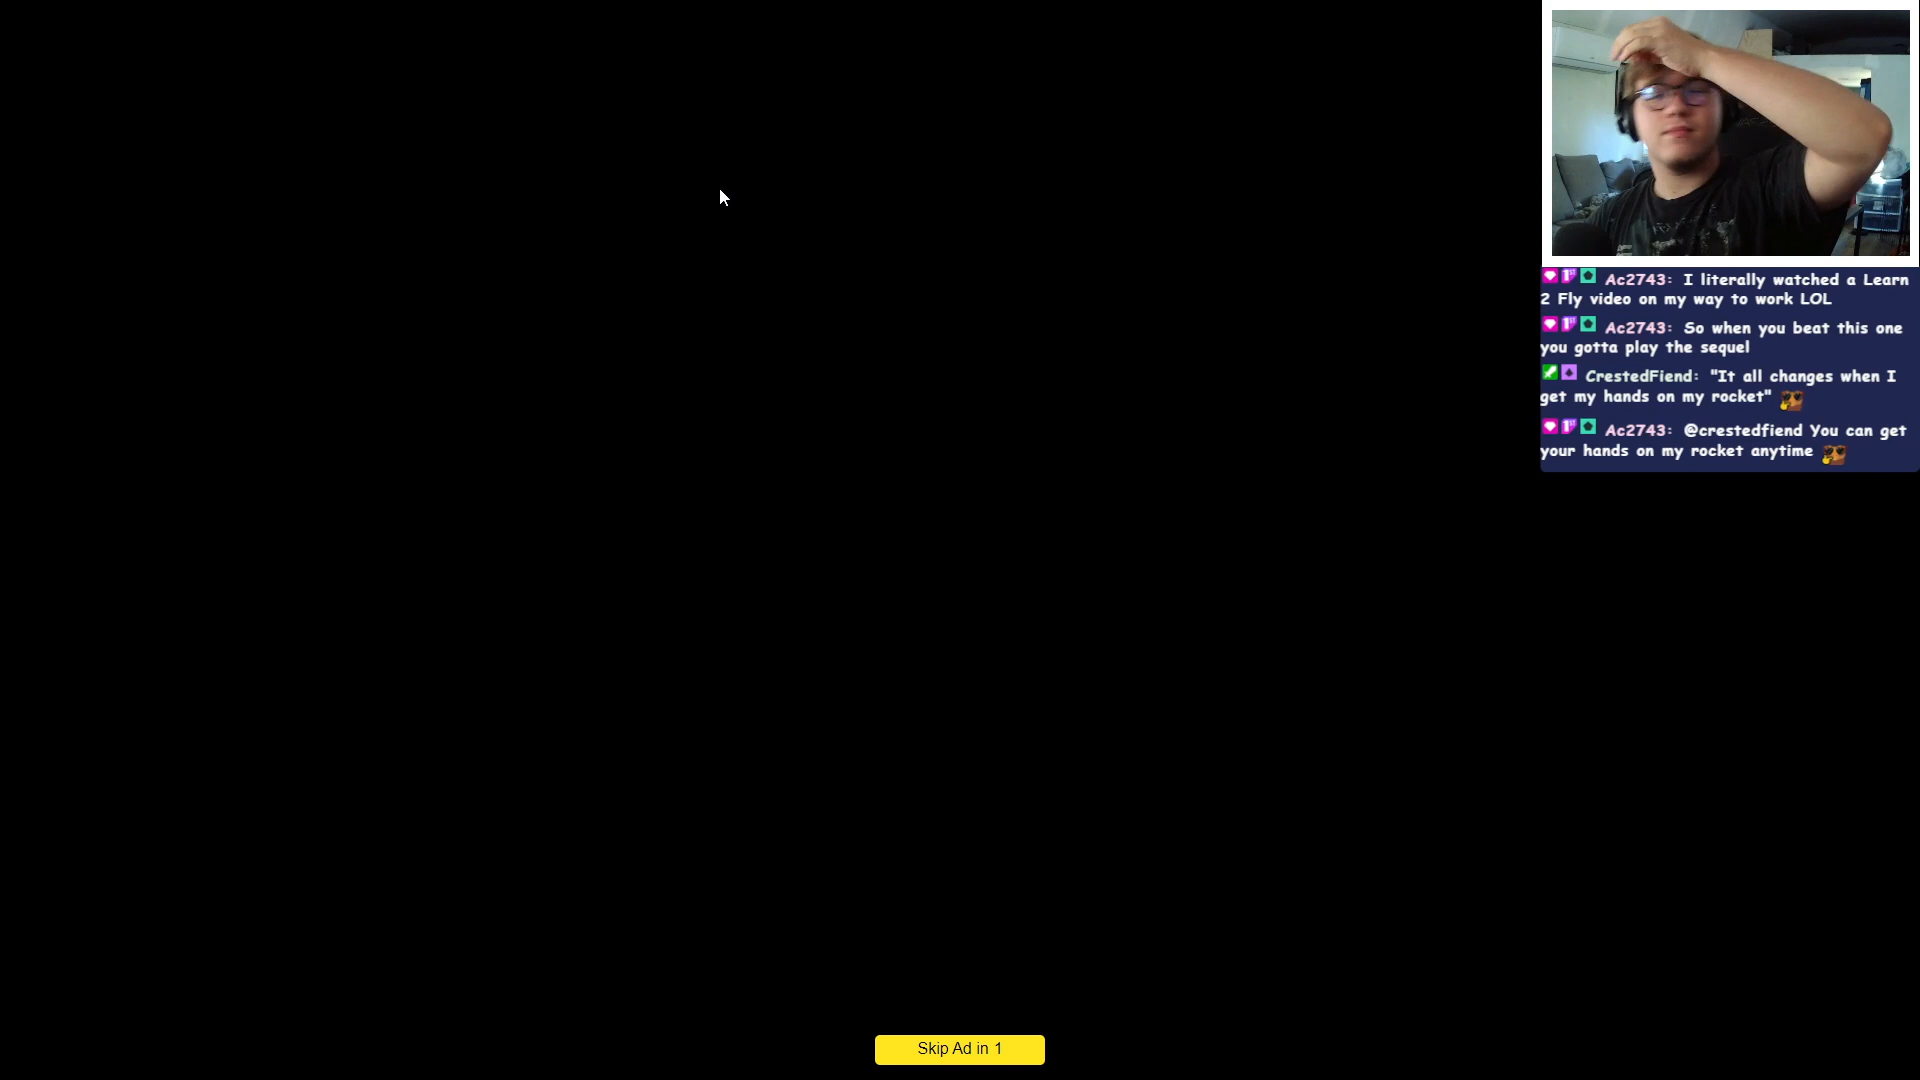 Ac2743: I literally watched a Learn
2 Fly video on my way to work LOL
Ac2743: So when you beat this one
you gotta play the sequel
CrestedFiend: "It all changes when I
get my hands on my rocket"
Ac2743: @crestedfiend You can get
your hands on my rocket anytime
Skip Ad in 1